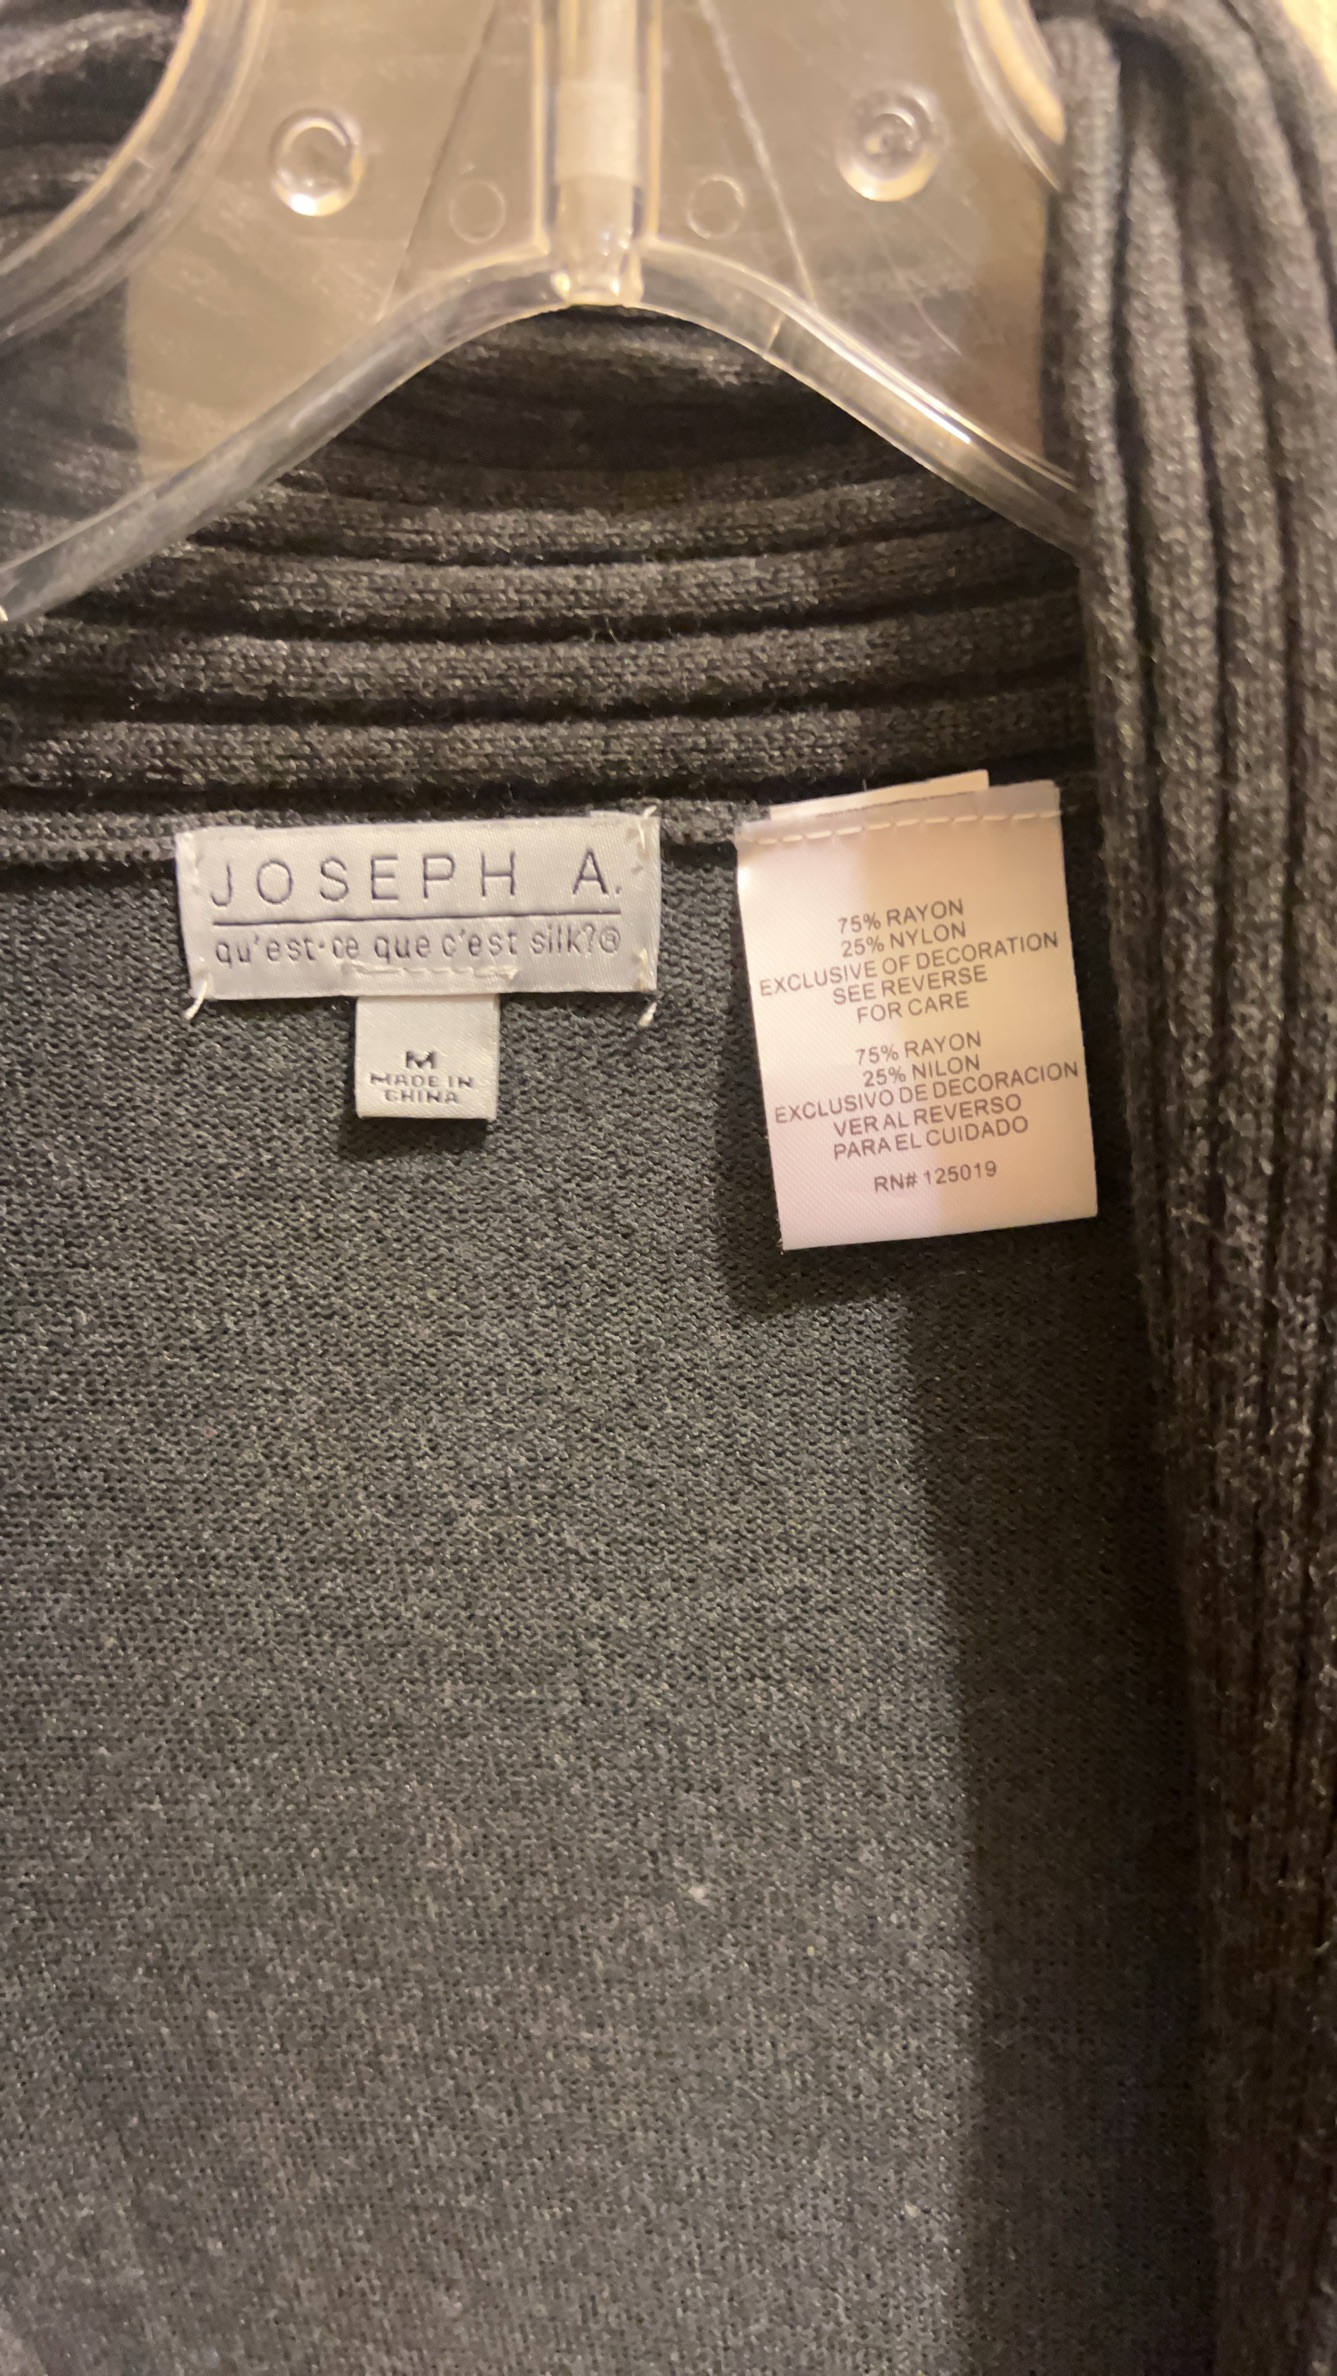 JOSEPH A.
qu'est-ce que c'est silk?®
M
MADE IN
CHINA
75% RAYON
25% NYLON
EXCLUSIVE OF DECORATION
SEE REVERSE
FOR CARE
75% RAYON
25% NILON
EXCLUSIVO DE DECORACION
VER AL REVERSO
PARA EL CUIDADO
RN# 125019